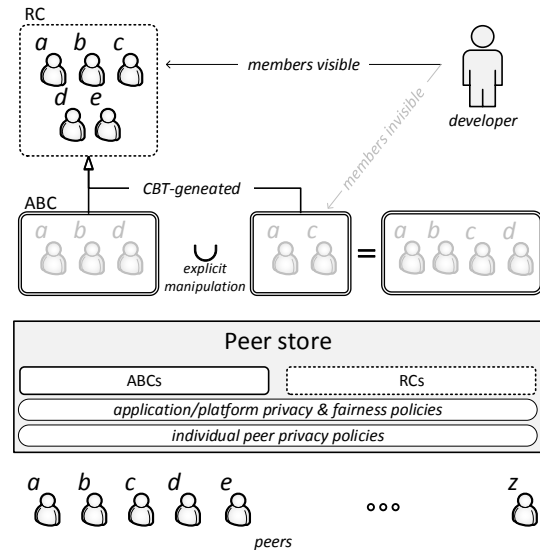 RC
a b c
members visible
d e
developer
members invisible
CBT-geneated
ABC
a b d
a c
a b c d
∪
=
explicit
manipulation
Peer store
ABCs
RCs
application/platform privacy & fairness policies
individual peer privacy policies
a b c d e z
peers